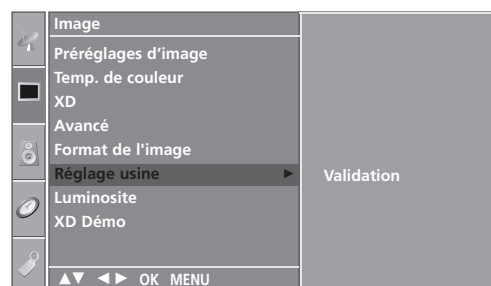 Image
Préréglages d’image
Temp. de couleur
XD
Avancé
Format de l'image
Réglage usine ►
Validation
Luminosite
XD Démo
▲▼ ◄► OK MENU